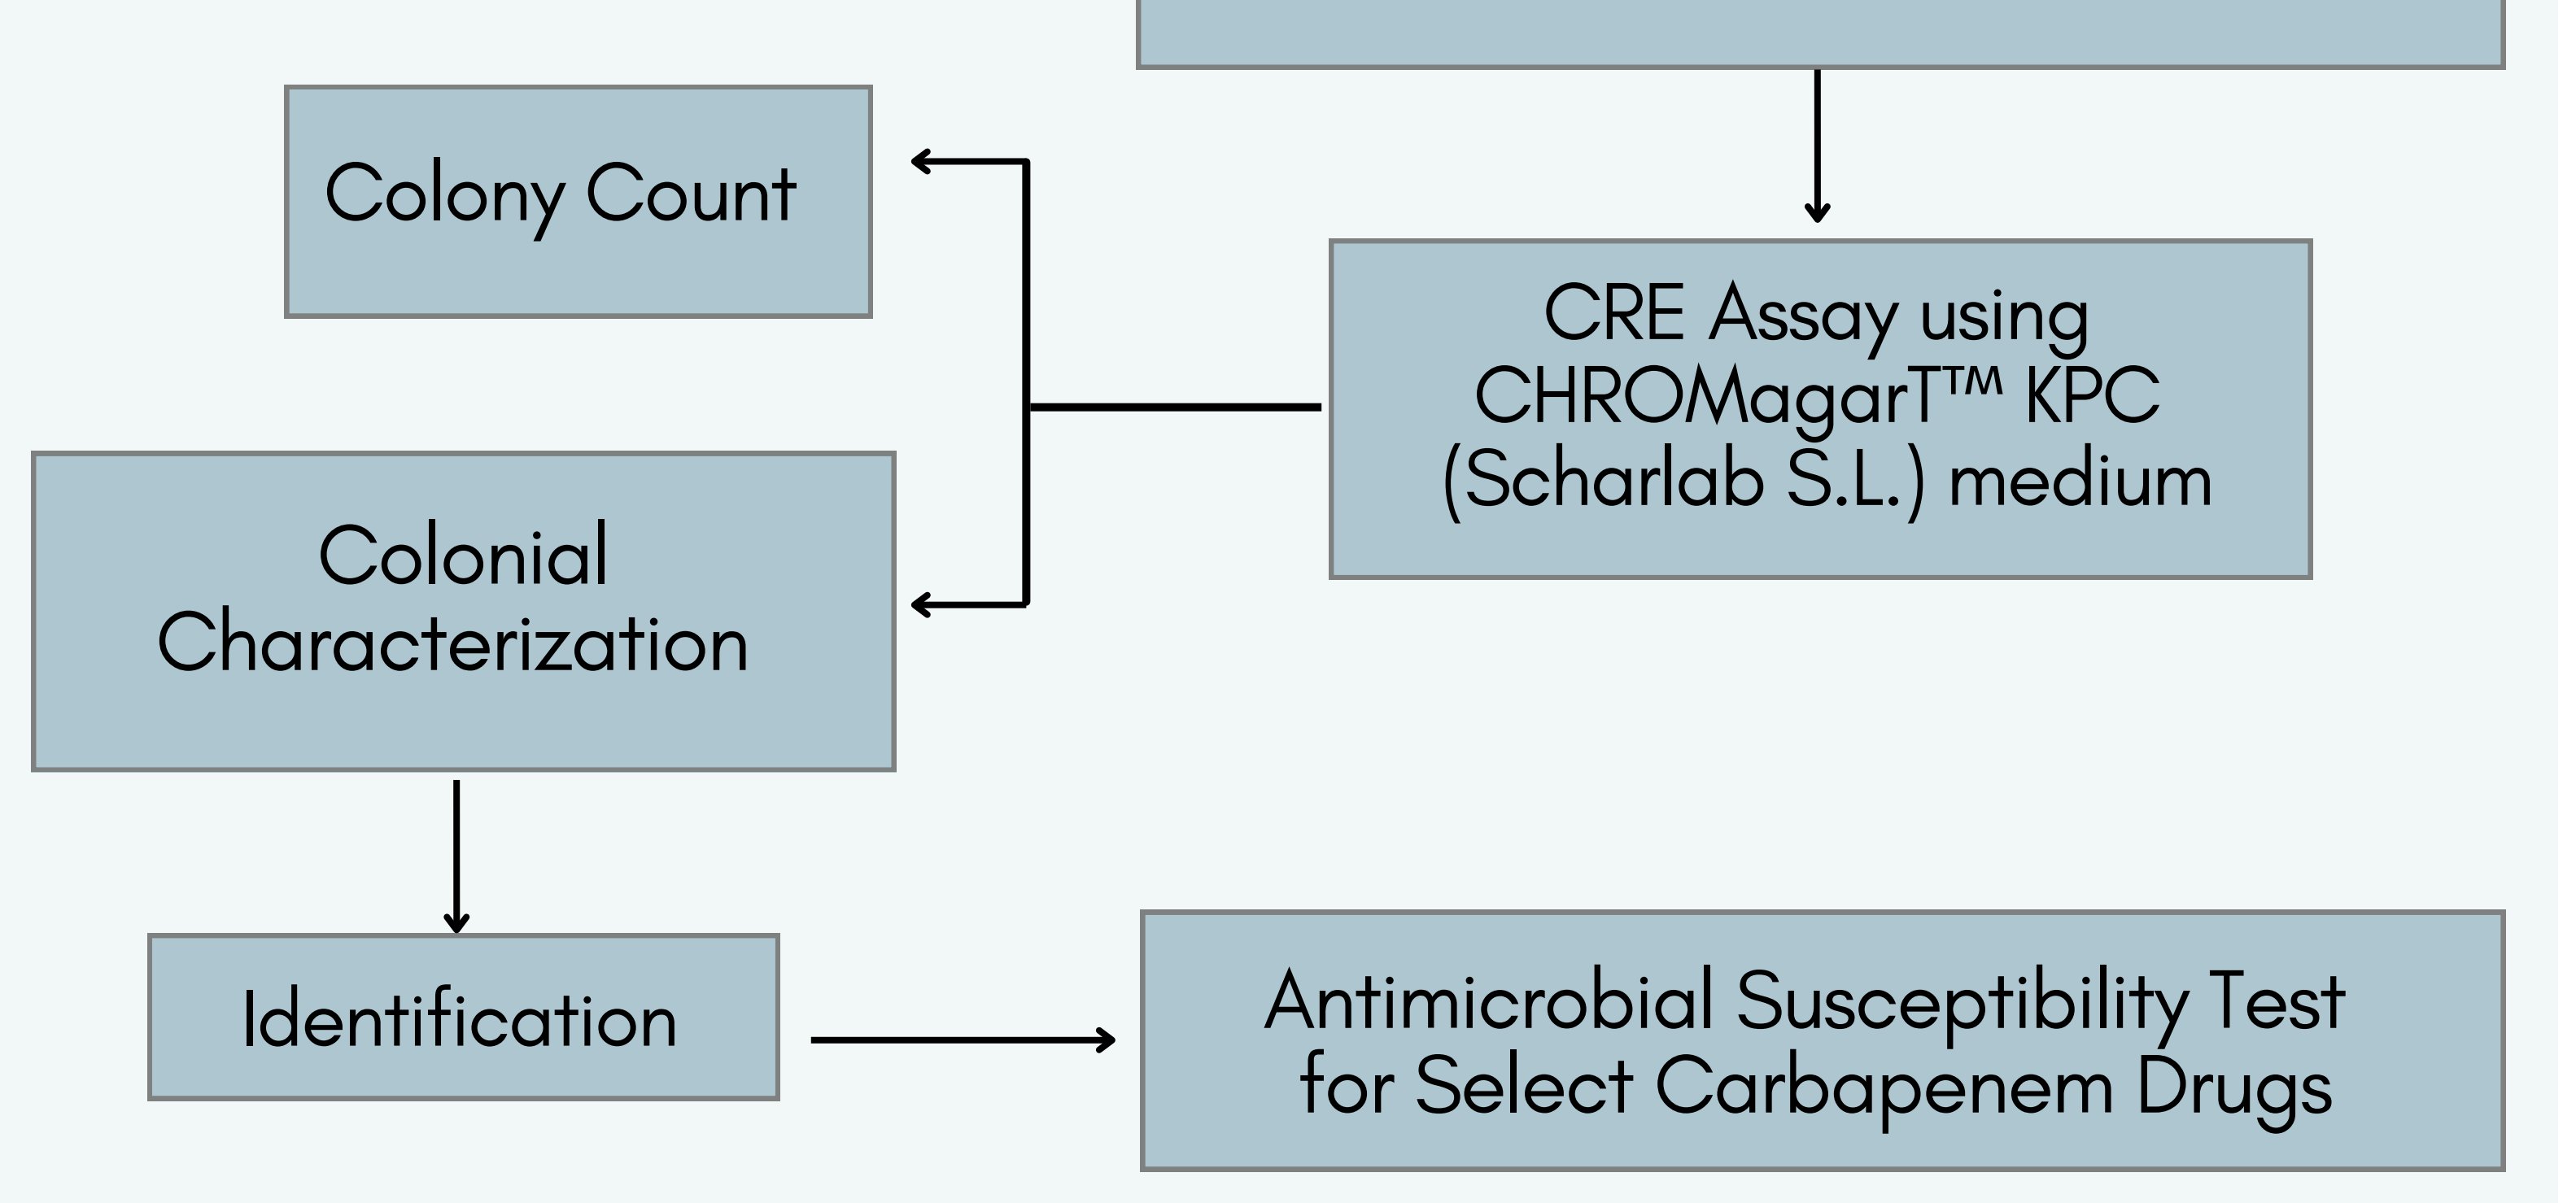 Colony Count
CRE Assay using
CHROMagarT™ KPC
(Scharlab S.L.) medium
Colonial
Characterization
Identification
Antimicrobial Susceptibility Test
for Select Carbapenem Drugs